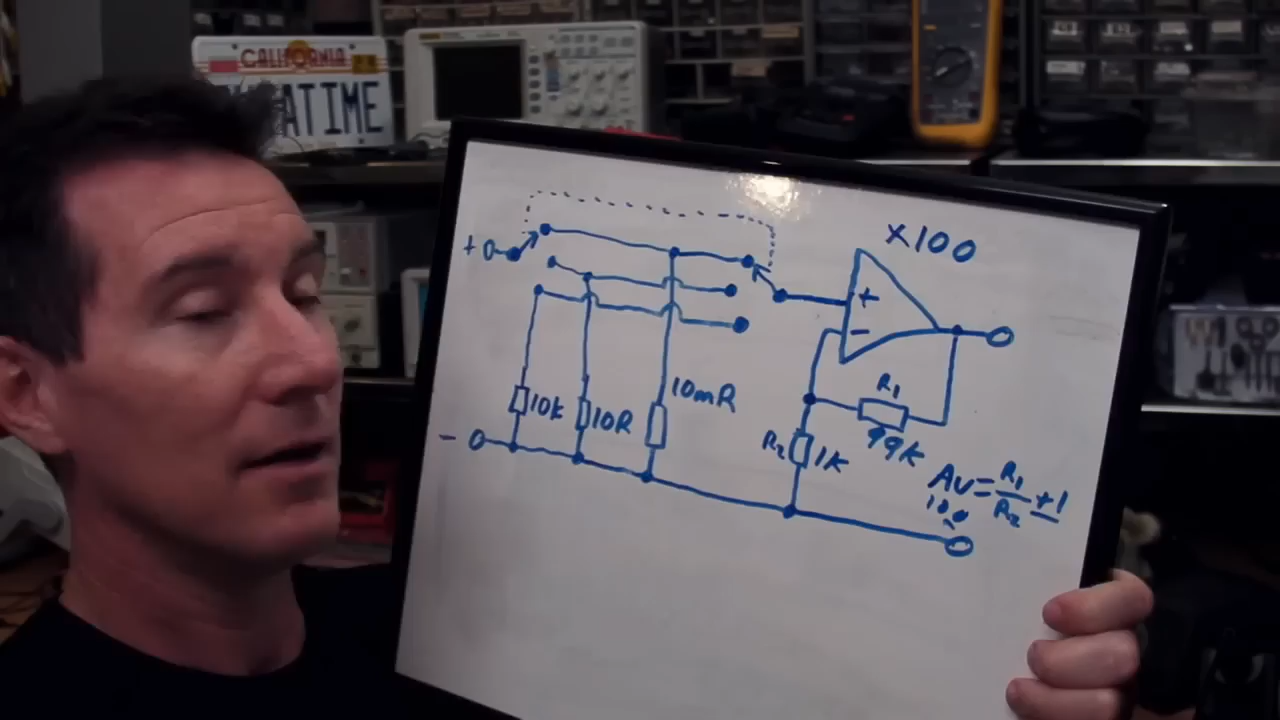 CALIFORNIA
ATIME
X100
+
+
-
10mR
R1
10k
10R
99k
-
R2
1k
Av=R1/R2+1
100